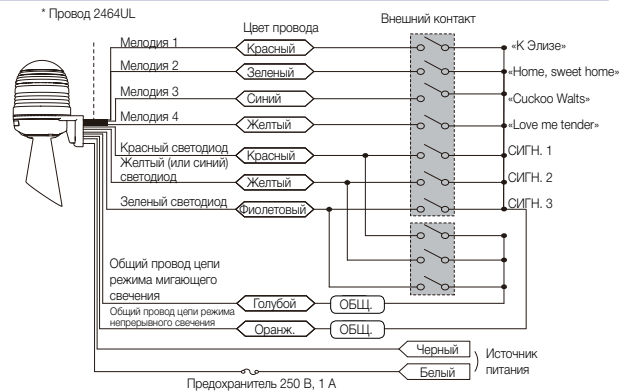 * Провод 2464UL
Цвет провода
Внешний контакт
Мелодия 1
Красный
«К Элизе»
Мелодия 2
Зеленый
«Home, sweet home»
Мелодия 3
Синий
«Cuckoo Walts»
Мелодия 4
Желтый
«Love me tender»
Красный светодиод
Красный
СИГН. 1
Желтый (или синий)
светодиод
Желтый
СИГН. 2
Зеленый светодиод
Фиолетовый
СИГН. 3
Общий провод цепи
режима мигающего
свечения
Голубой
ОБЩ.
Общий провод цепи режима
непрерывного свечения
Оранж.
ОБЩ.
Черный
Источник
питания
Белый
Предохранитель 250 В, 1 А